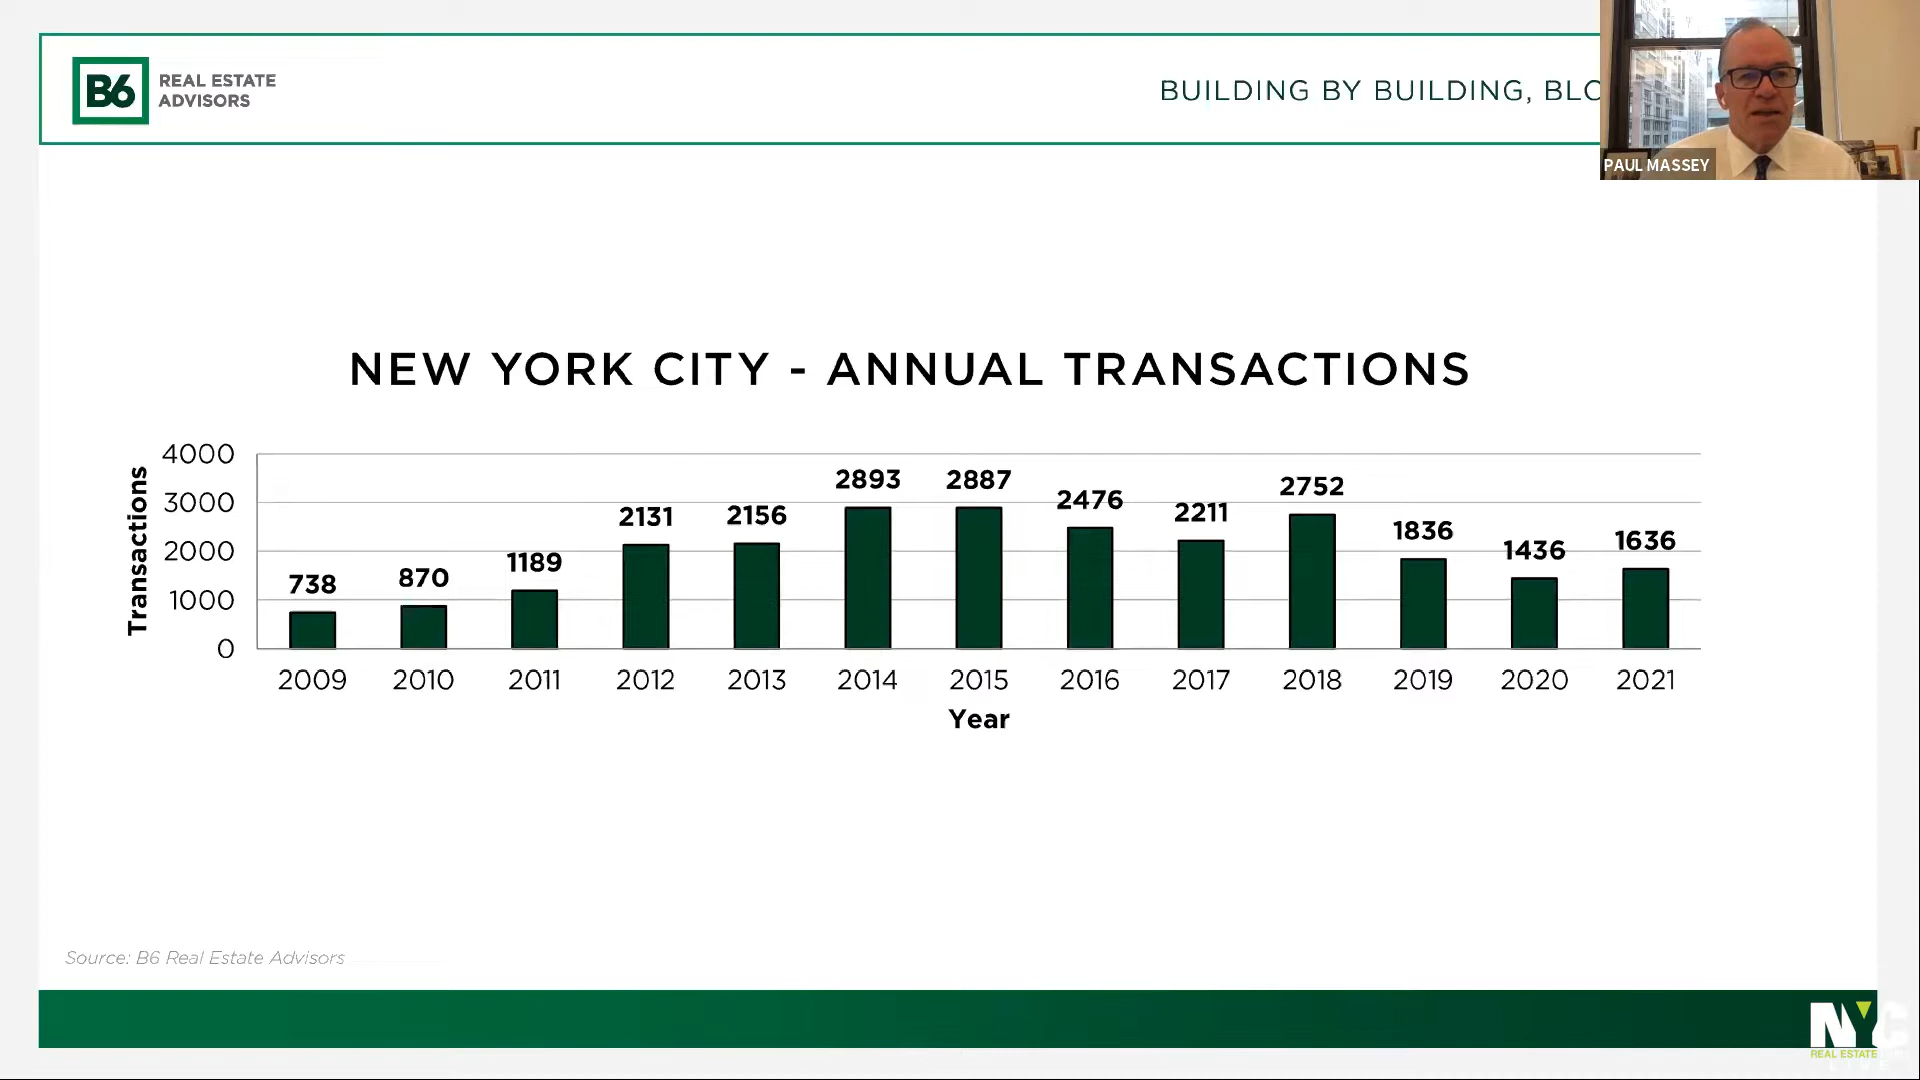 B6 REAL ESTATE
ADVISORS
BUILDING BY BUILDING,
PAUL MASSEY
NEW YORK CITY - ANNUAL TRANSACTIONS
Transactions
4000
3000
2000
1000
0
738
870
1189
2131
2156
2893
2887
2476
2211
2752
1836
1436
1636
2009 2010 2011 2012 2013 2014 2015 2016 2017 2018 2019 2020 2021
Year
Source: B6 Real Estate Advisors
NYC
REAL ESTATE